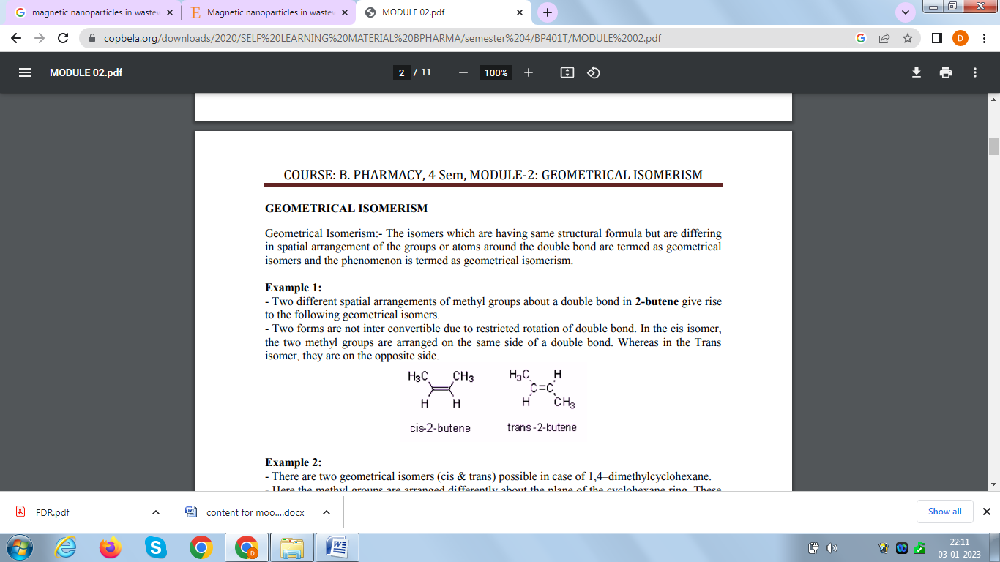 magnetic nanoparticles in wastew
Magnetic nanoparticles in wastew
MODULE 02.pdf
copbela.org/downloads/2020/SELF%20LEARNING%20MATERIAL%20BPHARMA/semester%204/BP401T/MODULE%2002.pdf
D
MODULE 02.pdf
2 / 11
100%
COURSE: B. PHARMACY, 4 Sem, MODULE-2: GEOMETRICAL ISOMERISM
GEOMETRICAL ISOMERISM
Geometrical Isomerism:- The isomers which are having same structural formula but are differing
in spatial arrangement of the groups or atoms around the double bond are termed as geometrical
isomers and the phenomenon is termed as geometrical isomerism.
Example 1:
- Two different spatial arrangements of methyl groups about a double bond in 2-butene give rise
to the following geometrical isomers.
- Two forms are not inter convertible due to restricted rotation of double bond. In the cis isomer,
the two methyl groups are arranged on the same side of a double bond. Whereas in the Trans
isomer, they are on the opposite side.
H₃C CH₃ H₃C H
C=C
H H H CH₃
cis-2-butene trans-2-butene
Example 2:
- There are two geometrical isomers (cis & trans) possible in case of 1,4–dimethylcyclohexane.
- Here the methyl groups are arranged differently about the plane of the cyclohexane ring. These
FDR.pdf
content for moo....docx
Show all
22:11
03-01-2023